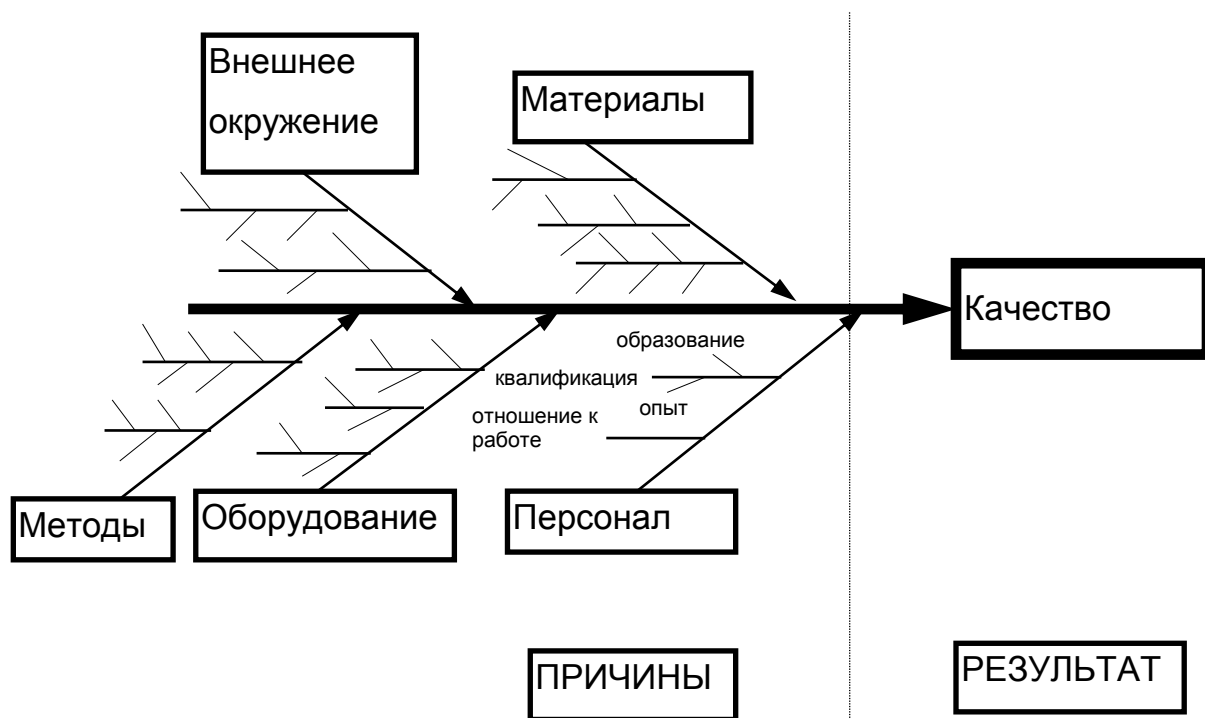 Внешнее
окружение
Материалы
Качество
образование
квалификация
опыт
отношение к
работе
Методы
Оборудование
Персонал
ПРИЧИНЫ
РЕЗУЛЬТАТ